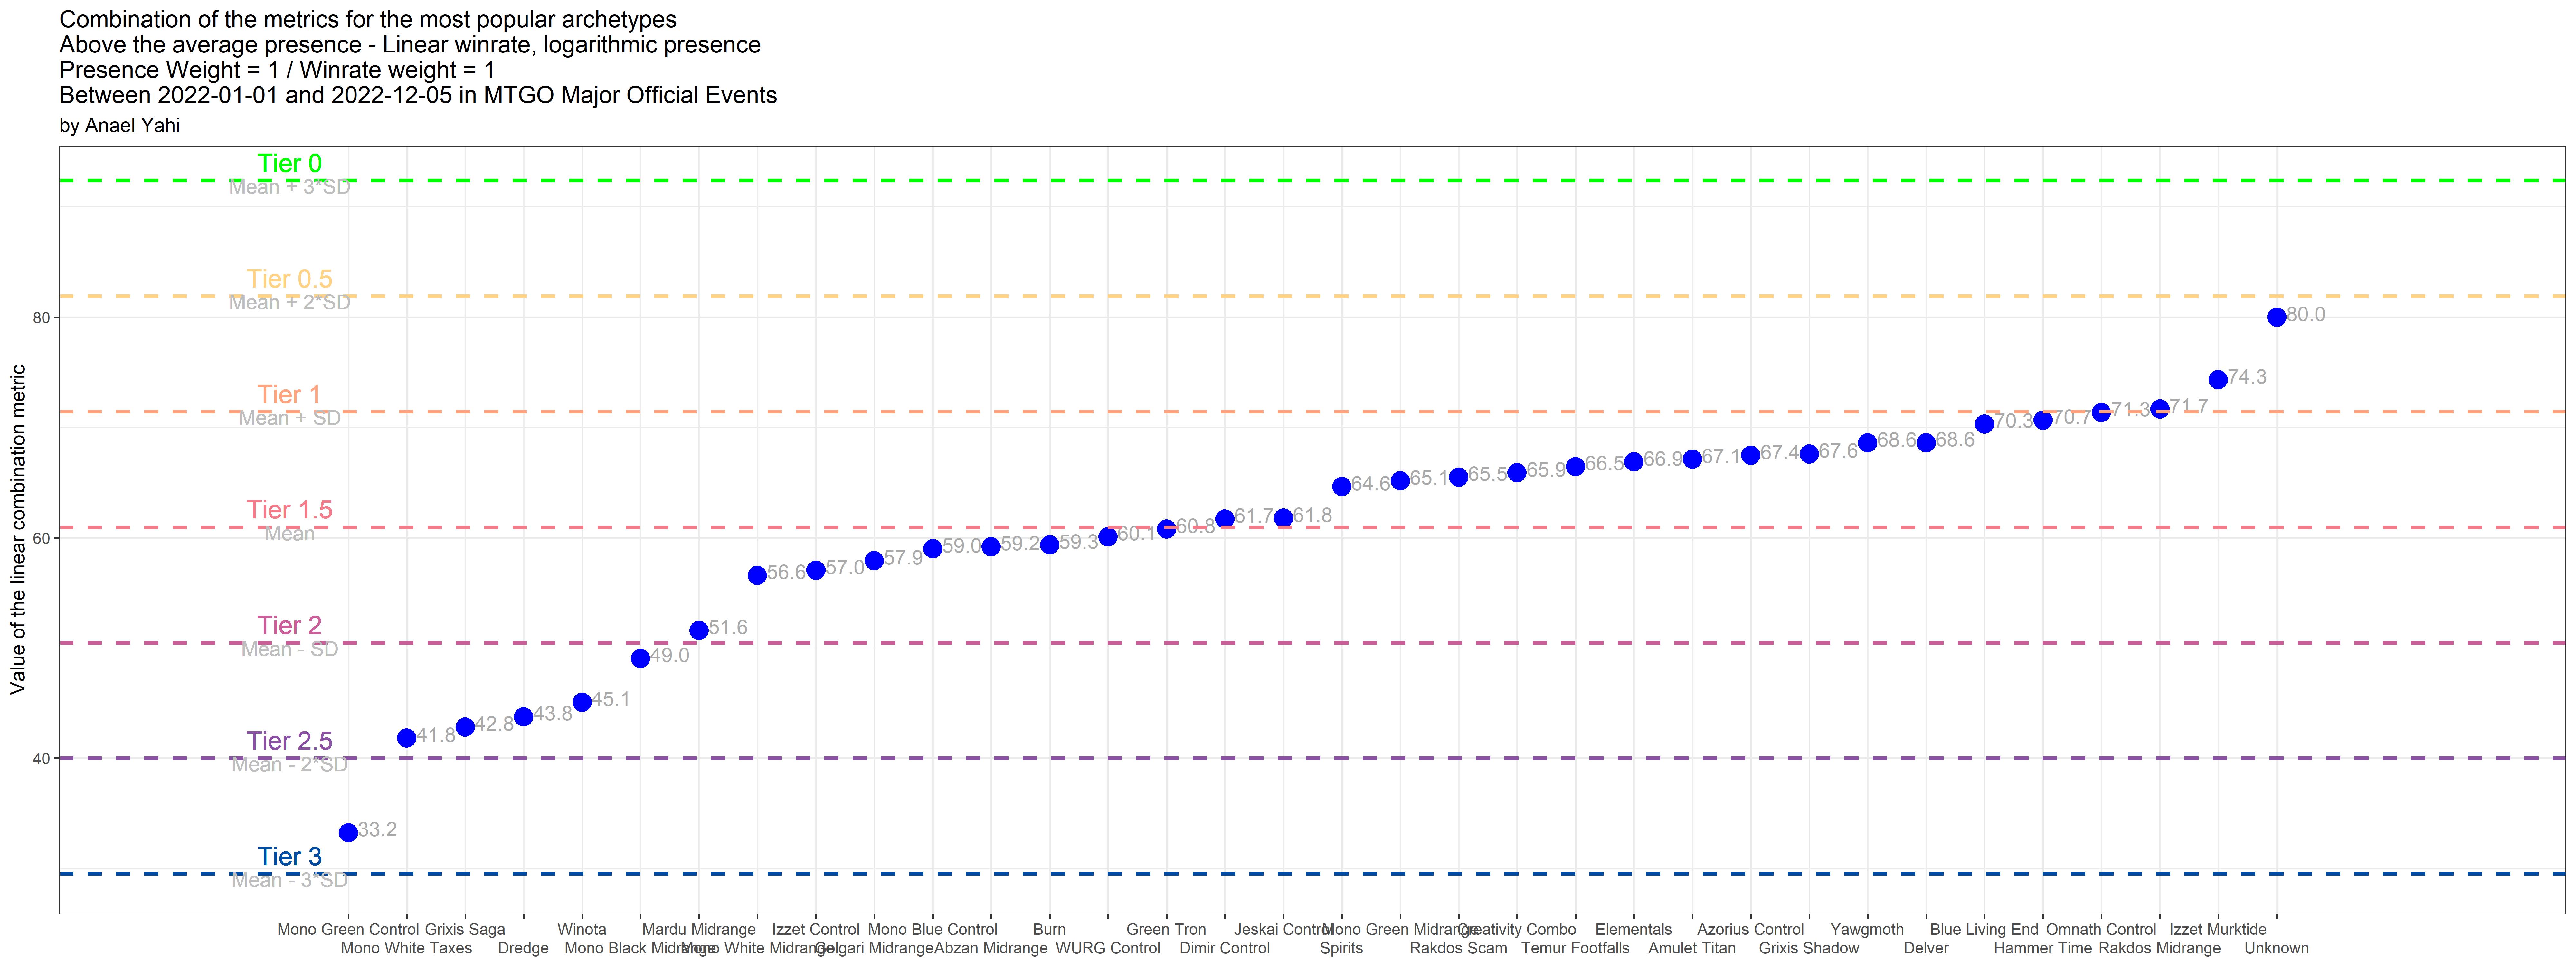 Combination of the metrics for the most popular archetypes
Above the average presence - Linear winrate, logarithmic presence
Presence Weight = 1 / Winrate weight = 1
Between 2022-01-01 and 2022-12-05 in MTGO Major Official Events
by Anael Yahi
Value of the linear combination metric
80
60
40
Tier 0
Mean + 3*SD
Tier 0.5
Mean + 2*SD
Tier 1
Mean + SD
Tier 1.5
Mean
Tier 2
Mean - SD
Tier 2.5
Mean - 2*SD
Tier 3
Mean - 3*SD
33.2
41.8
42.8
43.8
45.1
49.0
51.6
56.6
57.0
57.9
59.0
59.2
59.3
60.1
60.8
61.7
61.8
64.6
65.1
65.5
65.9
66.5
66.9
67.1
67.4
67.6
68.6
68.6
70.3
70.7
71.3
71.7
74.3
80.0
Mono Green Control
Mono White Taxes
Grixis Saga
Dredge
Winota
Mono Black Midrange
Mardu Midrange
Mono White Midrange
Izzet Control
Golgari Midrange
Mono Blue Control
Abzan Midrange
Burn
WURG Control
Green Tron
Dimir Control
Jeskai Control
Spirits
Mono Green Midrange
Rakdos Scam
Creativity Combo
Temur Footfalls
Elementals
Amulet Titan
Azorius Control
Grixis Shadow
Yawgmoth
Delver
Blue Living End
Hammer Time
Omnath Control
Rakdos Midrange
Izzet Murktide
Unknown